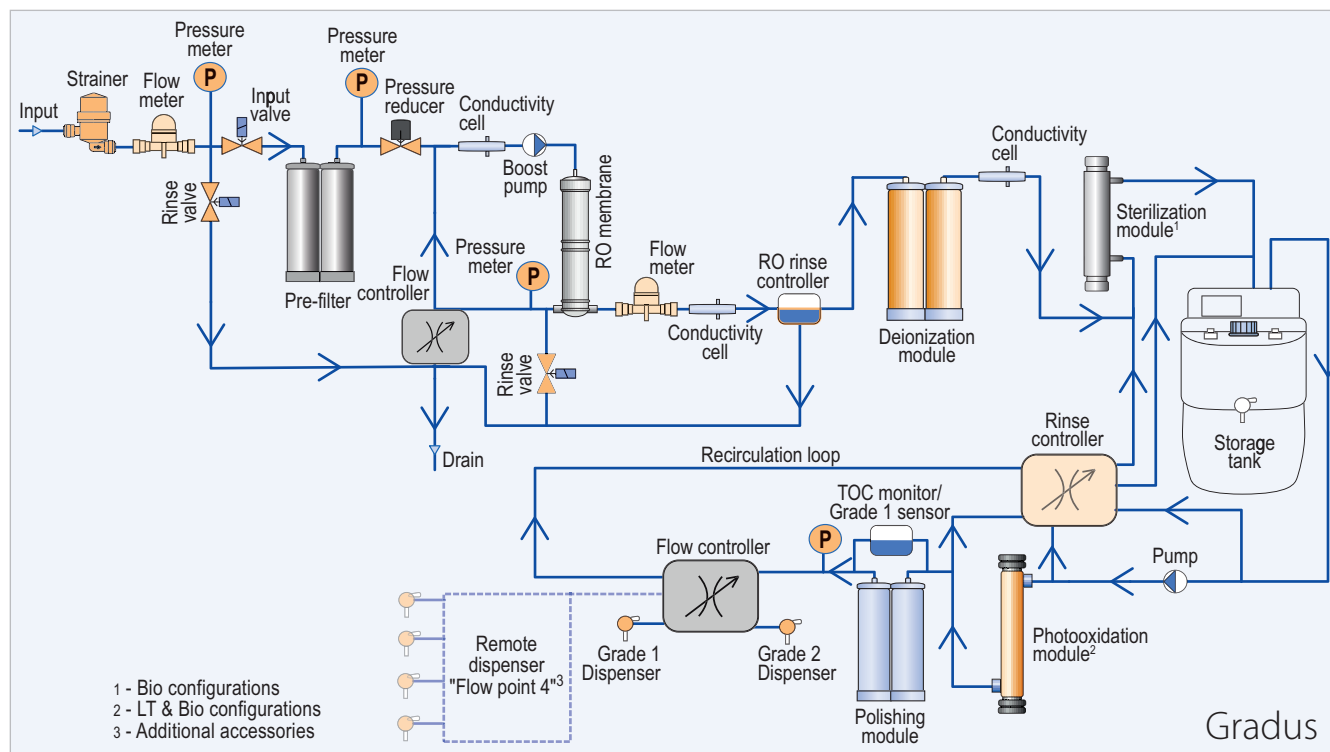 Pressure
meter
Pressure
meter
Strainer
Flow
meter
P
P
Input
Input
valve
Pressure
reducer
Conductivity
cell
Boost
pump
Conductivity
cell
Rinse
valve
Pre-filter
Flow
controller
Pressure
meter
P
RO membrane
Flow
meter
Conductivity
cell
RO rinse
controller
Deionization
module
Sterilization
module1
Rinse
valve
Drain
Storage
tank
Recirculation loop
Rinse
controller
TOC monitor/
Grade 1 sensor
P
Flow controller
Pump
Remote
dispenser
"Flow point 4"3
Grade 1
Dispenser
Grade 2
Dispenser
Polishing
module
Photooxidation
module2
1 - Bio configurations
2 - LT & Bio configurations
3 - Additional accessories
Gradus